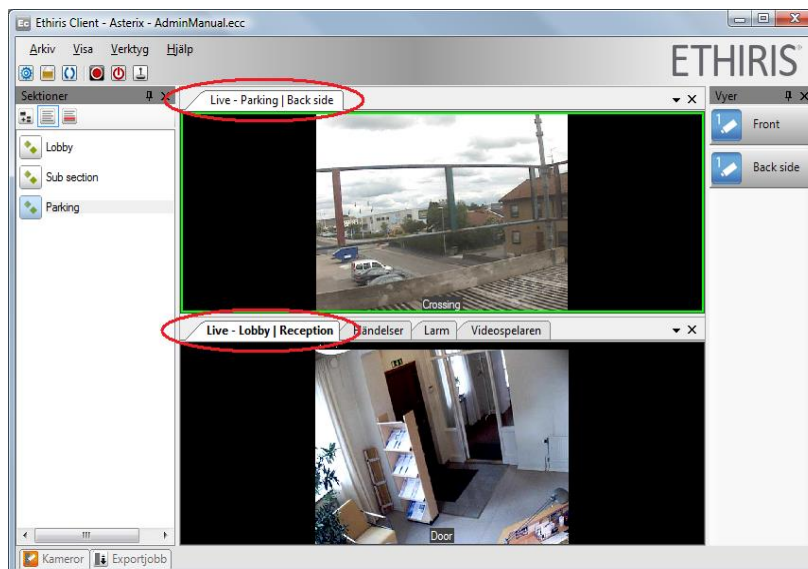 Ec Ethiris Client - Asterix - AdminManual.ecc
Arkiv Visa Verktyg Hjälp
ETHIRIS
Sektioner
Lobby
Sub section
Parking
Live - Parking | Back side
Crossing
Live - Lobby | Reception Händelser Larm Videospelaren
Door
Vyer
Front
Back side
Kameror Exportjobb